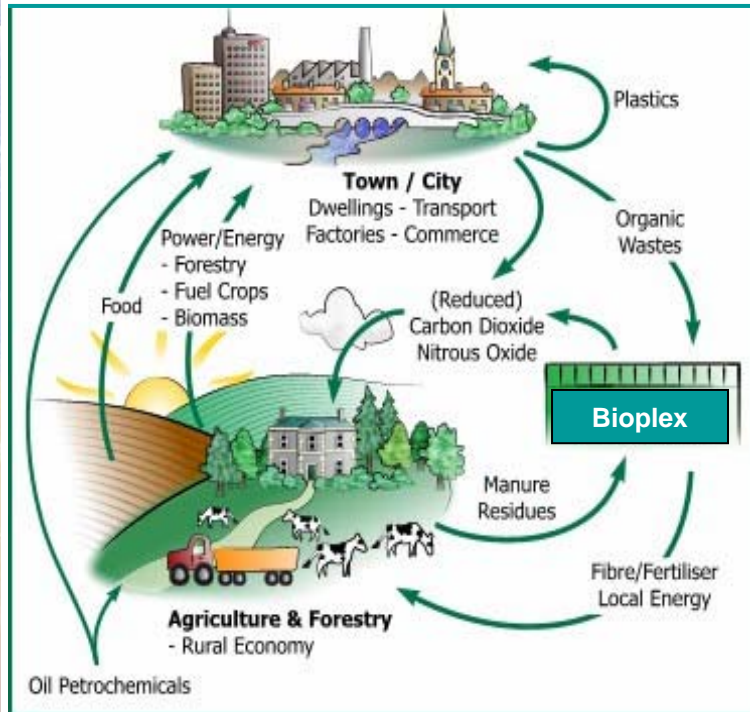 Plastics
Town / City
Dwellings - Transport
Factories - Commerce
Organic
Wastes
Power/Energy
- Forestry
- Fuel Crops
- Biomass
Food
(Reduced)
Carbon Dioxide
Nitrous Oxide
Bioplex
Manure
Residues
Fibre/Fertiliser
Local Energy
Agriculture & Forestry
- Rural Economy
Oil Petrochemicals